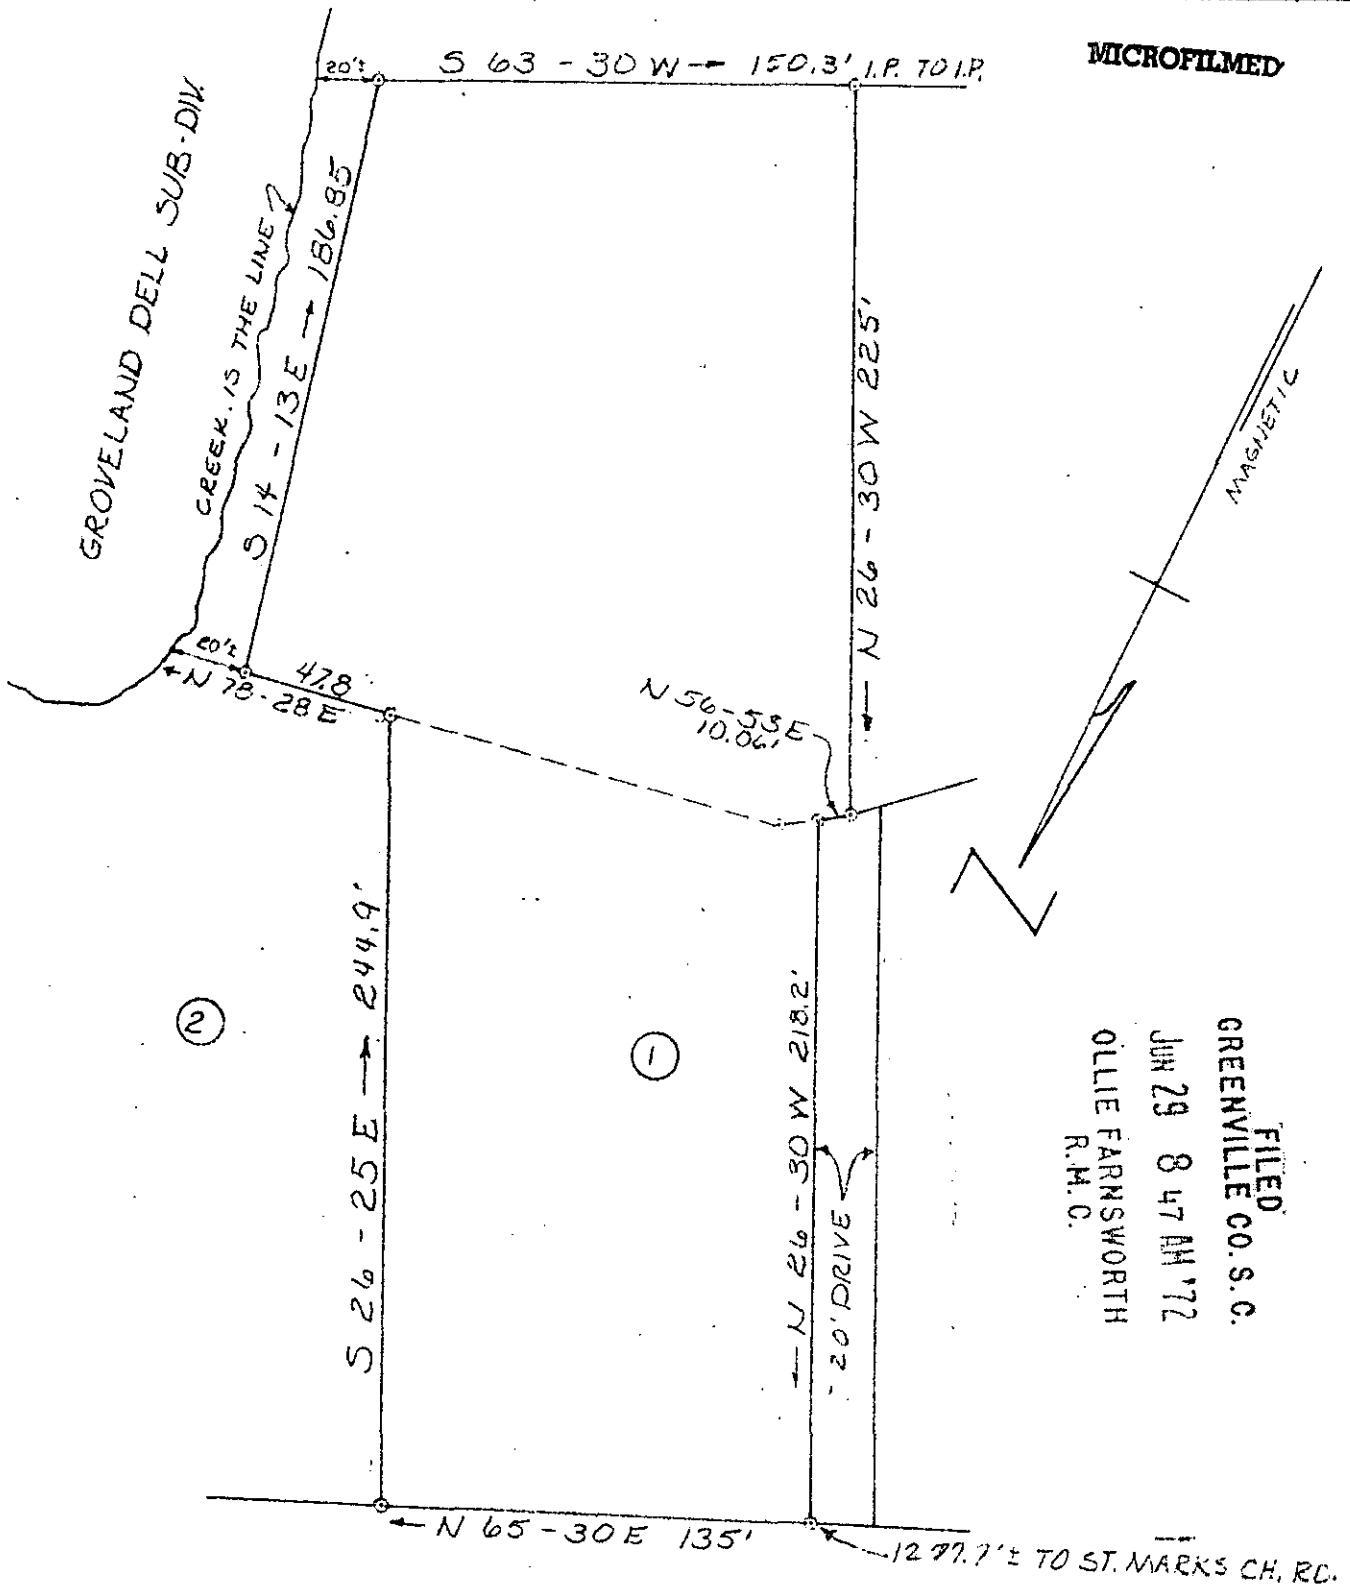 MICROFILMED
20'±
S 63 - 30 W → 150.3' I.P. TO I.P.
GROVELAND DELL SUB-DIV.
CREEK IS THE LINE
S 14 - 13 E → 186.85
← N 26 - 30 W 225'
MAGNETIC
20'±
← N 78 - 28 E
47.8
N 56-53 E
10.06'
N
S 26 - 25 E → 244.9'
2
1
← N 26 - 30 W 218.2'
20' DRIVE
FILED
GREENVILLE CO. S. C.
JUN 29 8 47 AM '72
OLLIE FARNSWORTH
R.M.C.
← N 65 - 30 E 135'
'± TO ST. MARKS CH. RD.